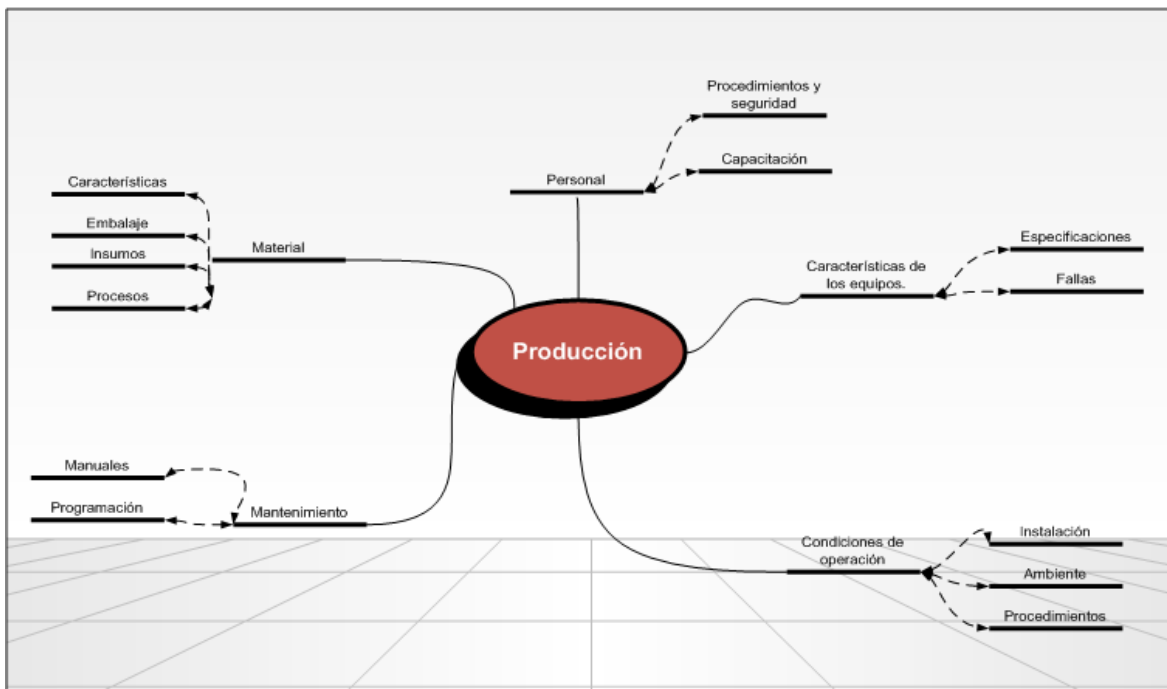 Procedimientos y
seguridad
Capacitación
Personal
Características
Embalaje
Insumos
Procesos
Material
Especificaciones
Fallas
Características de
los equipos.
Producción
Manuales
Programación
Mantenimiento
Condiciones de
operación
Instalación
Ambiente
Procedimientos